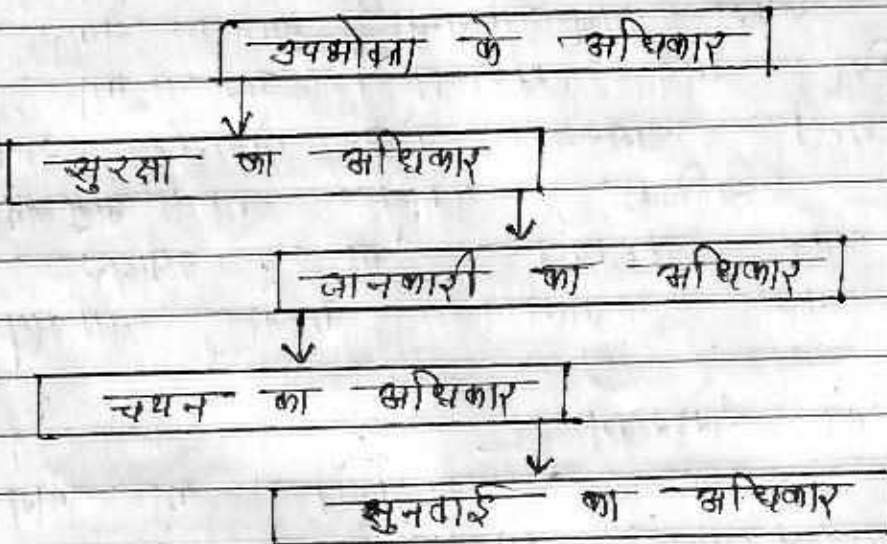 उपभोक्ता के अधिकार
सुरक्षा का अधिकार
जानकारी का अधिकार
चयन का अधिकार
सुनवाई का अधिकार